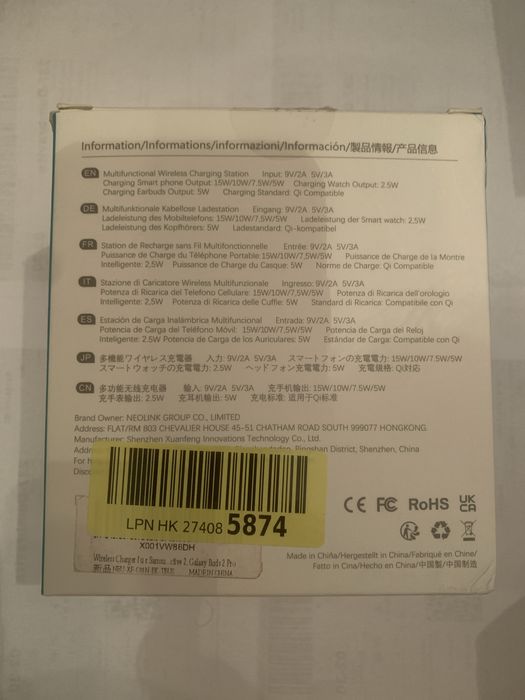 Information/Informations/informazioni/Información/製品情報/产品信息
EN Multifunctional Wireless Charging Station Input: 9V/2A 5V/3A
Charging Smart phone Output: 15W/10W/7.5W/5W Charging Watch Output: 2.5W
Charging Earbuds Output: 5W Charging Standard: Qi Compatible
DE Multifunktionale Kabellose Ladestation Eingang: 9V/2A 5V/3A
Ladeleistung des Mobiltelefons: 15W/10W/7.5W/5W Ladeleistung der Smart watch: 2.5W
Ladeleistung des Kopfhörers: 5W Ladestandard: Qi-kompatibel
FR Station de Recharge sans Fil Multifonctionnelle Entrée: 9V/2A 5V/3A
Puissance de Charge du Téléphone Portable: 15W/10W/7.5W/5W Puissance de Charge de la Montre
Intelligente: 2,5W Puissance de Charge du Casque: 5W Norme de Charge: Qi Compatible
IT Stazione di Caricatore Wireless Multifunzionale Ingresso: 9V/2A 5V/3A
Potenza di Ricarica del Telefono Cellulare: 15W/10W/7,5W/5W Potenza di Ricarica dell'orologio
Intelligente: 2,5W Potenza di Ricarica delle Cuffie: 5W Standard di Ricarica: Compatibile con Qi
ES Estación de Carga Inalámbrica Multifuncional Entrada: 9V/2A 5V/3A
Potencia de Carga del Teléfono Móvil: 15W/10W/7.5W/5W Potencia de Carga del Reloj
Inteligente: 2.5W Potencia de Carga de los Auriculares: 5W Estándar de Carga: Compatible con Qi
JP 多機能ワイヤレス充電器 入力: 9V/2A 5V/3A スマートフォンの充電電力: 15W/10W/7.5W/5W
スマートウォッチの充電電力: 2.5W ヘッドフォン充電電力: 5W 充電規格: Qi対応
CN 多功能无线充电器 输入: 9V/2A 5V/3A 充手机输出: 15W/10W/7.5W/5W
充手表输出: 2.5W 充耳机输出: 5W 充电标准: 适用于Qi标准
Brand Owner: NEOLINK GROUP CO., LIMITED
Address: FLAT/RM 803 CHEVALIER HOUSE 45-51 CHATHAM ROAD SOUTH 999077 HONGKONG
Manufacturer: Shenzhen Xuanfeng Innovations Technology Co., Ltd.
Pingshan District, Shenzhen, China
For
LPN HK 27408 5874
X001VW86DH
Wireless Charger For Galaxy Buds 2 Pro
新品 MADE IN CHINA
CE FC RoHS UK CA
Made in China/Hergestellt in China/Fabriqué en Chine/
Fatto in Cina/Hecho en China/中国製/中国制造